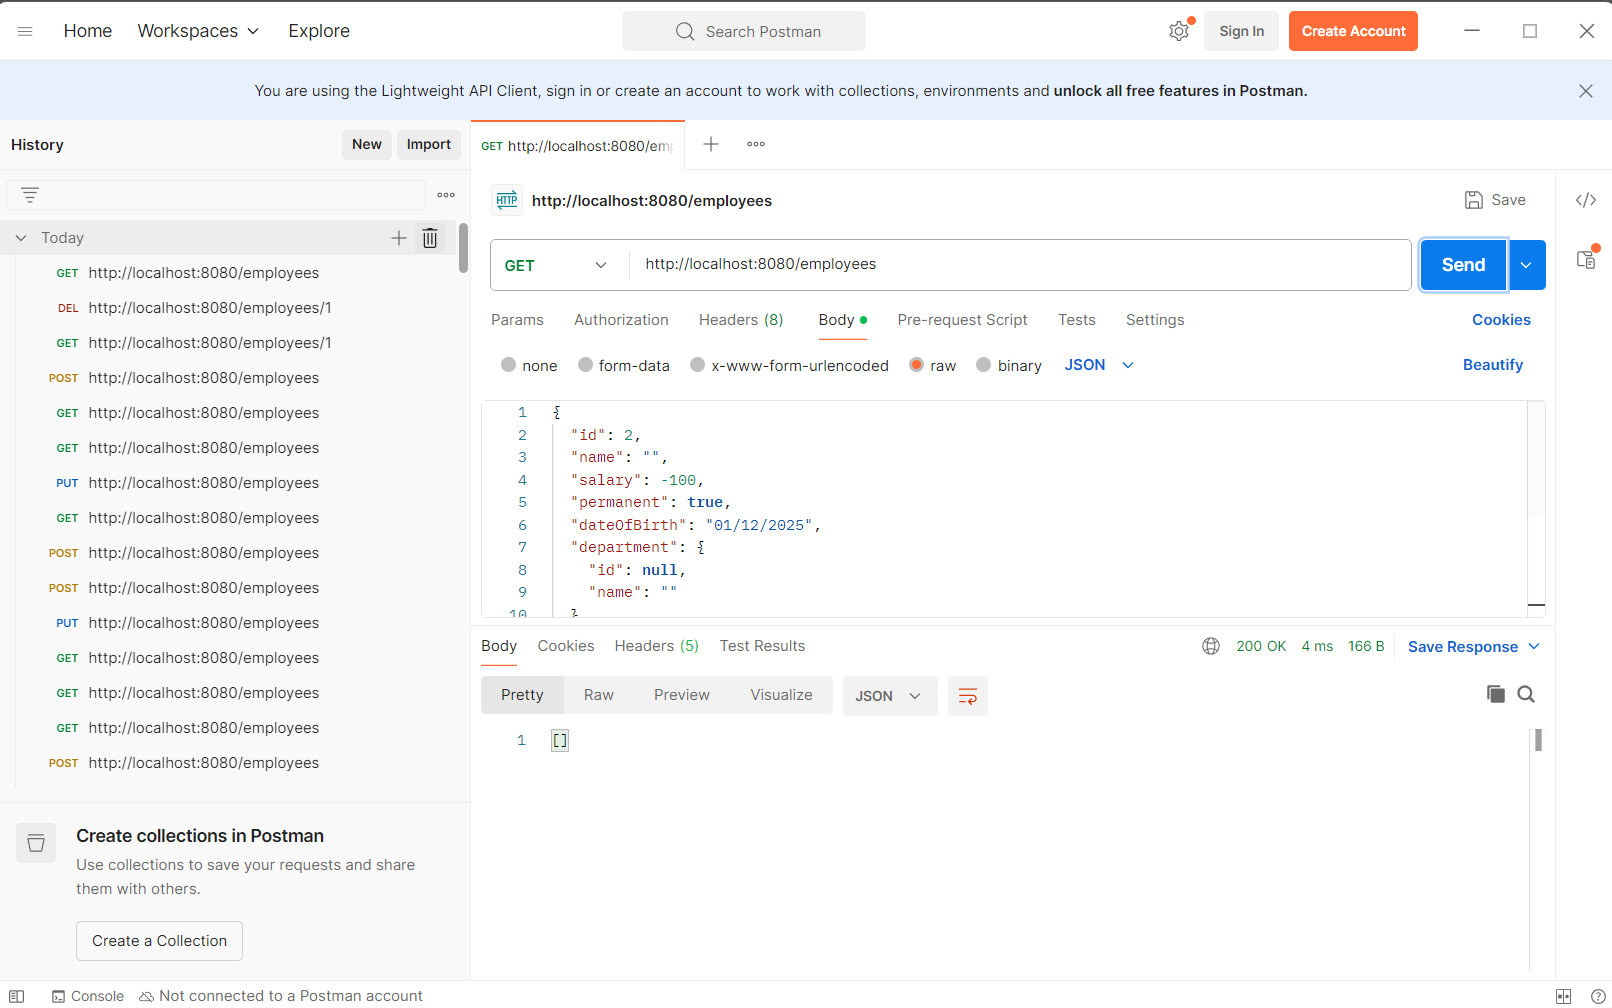 Home Workspaces Explore Search Postman Sign In Create Account
You are using the Lightweight API Client, sign in or create an account to work with collections, environments and unlock all free features in Postman.
History New Import
Today
GET http://localhost:8080/employees
DEL http://localhost:8080/employees/1
GET http://localhost:8080/employees/1
POST http://localhost:8080/employees
GET http://localhost:8080/employees
GET http://localhost:8080/employees
PUT http://localhost:8080/employees
GET http://localhost:8080/employees
POST http://localhost:8080/employees
POST http://localhost:8080/employees
PUT http://localhost:8080/employees
GET http://localhost:8080/employees
GET http://localhost:8080/employees
GET http://localhost:8080/employees
POST http://localhost:8080/employees
Create collections in Postman
Use collections to save your requests and share
them with others.
Create a Collection
GET http://localhost:8080/em
HTTP http://localhost:8080/employees Save
GET http://localhost:8080/employees Send
Params Authorization Headers (8) Body Pre-request Script Tests Settings Cookies
none form-data x-www-form-urlencoded raw binary JSON Beautify
1 {
2 "id": 2,
3 "name": "",
4 "salary": -100,
5 "permanent": true,
6 "dateOfBirth": "01/12/2025",
7 "department": {
8 "id": null,
9 "name": ""
10 }
Body Cookies Headers (5) Test Results 200 OK 4 ms 166 B Save Response
Pretty Raw Preview Visualize JSON
1 []
Console Not connected to a Postman account